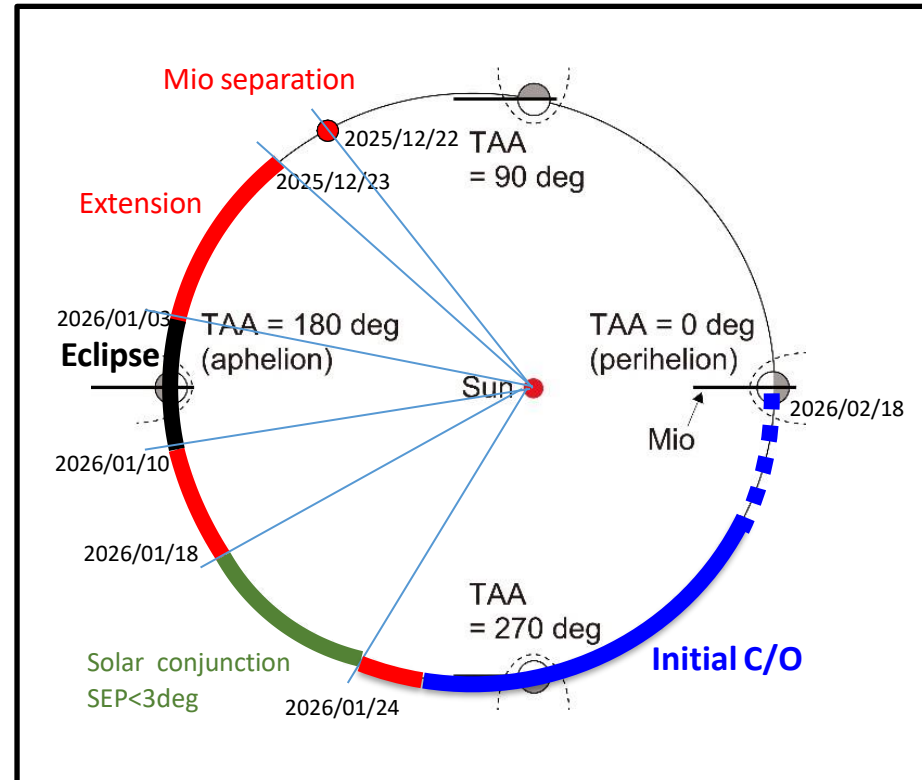 Mio separation
2025/12/22
2025/12/23
TAA
= 90 deg
Extension
2026/01/03
Eclipse
TAA = 180 deg
(aphelion)
TAA = 0 deg
(perihelion)
Sun
Mio
2026/02/18
2026/01/10
2026/01/18
TAA
= 270 deg
Initial C/O
Solar conjunction
SEP<3deg
2026/01/24